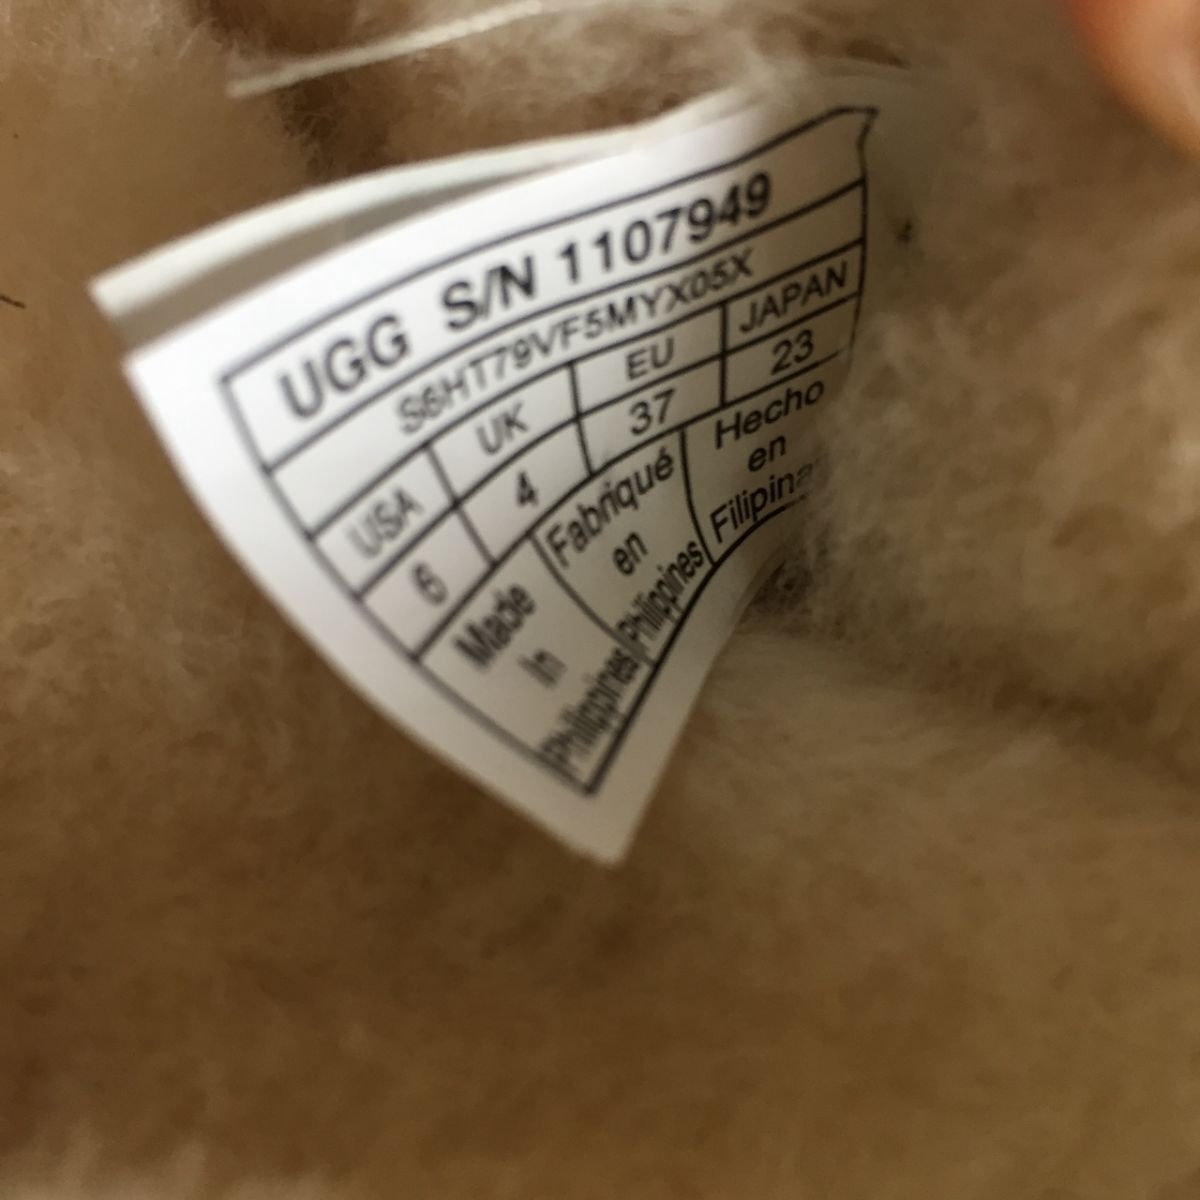 UGG S/N 1107949
S6HT79VF5MYX05X
USA UK EU JAPAN
6 4 37 23
Made in Philippines
Fabriqué en Philippines
Hecho en